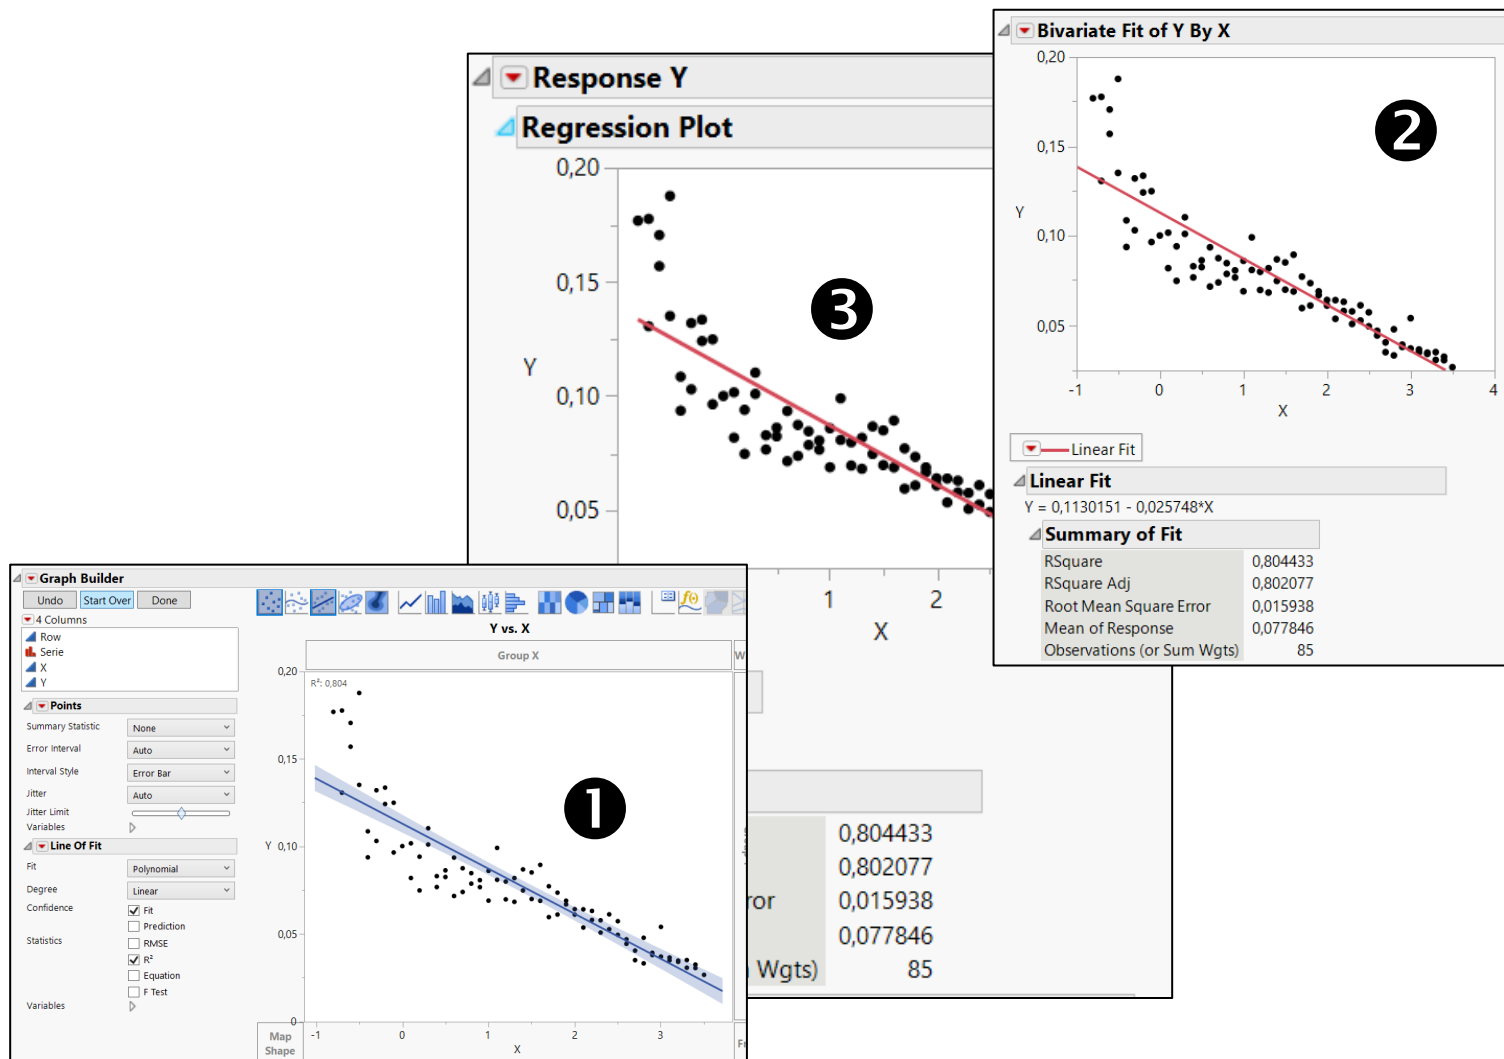 Bivariate Fit of Y By X
0,20
0,15
Y
0,10
0,05
-1 0 1 2 3 4
X
2
Linear Fit
Linear Fit
Y = 0,1130151 - 0,025748*X
Summary of Fit
RSquare 0,804433
RSquare Adj 0,802077
Root Mean Square Error 0,015938
Mean of Response 0,077846
Observations (or Sum Wgts) 85
Response Y
Regression Plot
0,20
0,15
Y
0,10
0,05
1 2
X
3
0,804433
0,802077
ror 0,015938
0,077846
Wgts) 85
Graph Builder
Undo Start Over Done
4 Columns
Row
Serie
X
Y
Points
Summary Statistic None
Error Interval Auto
Interval Style Error Bar
Jitter Auto
Jitter Limit
Variables
Line Of Fit
Fit Polynomial
Degree Linear
Confidence Fit
Prediction
Statistics RMSE
R²
Equation
F Test
Variables
Y vs. X
Group X
W
R²: 0,804
0,20
0,15
Y 0,10
0,05
0
-1 0 1 2 3
X
1
Map
Shape
Fr